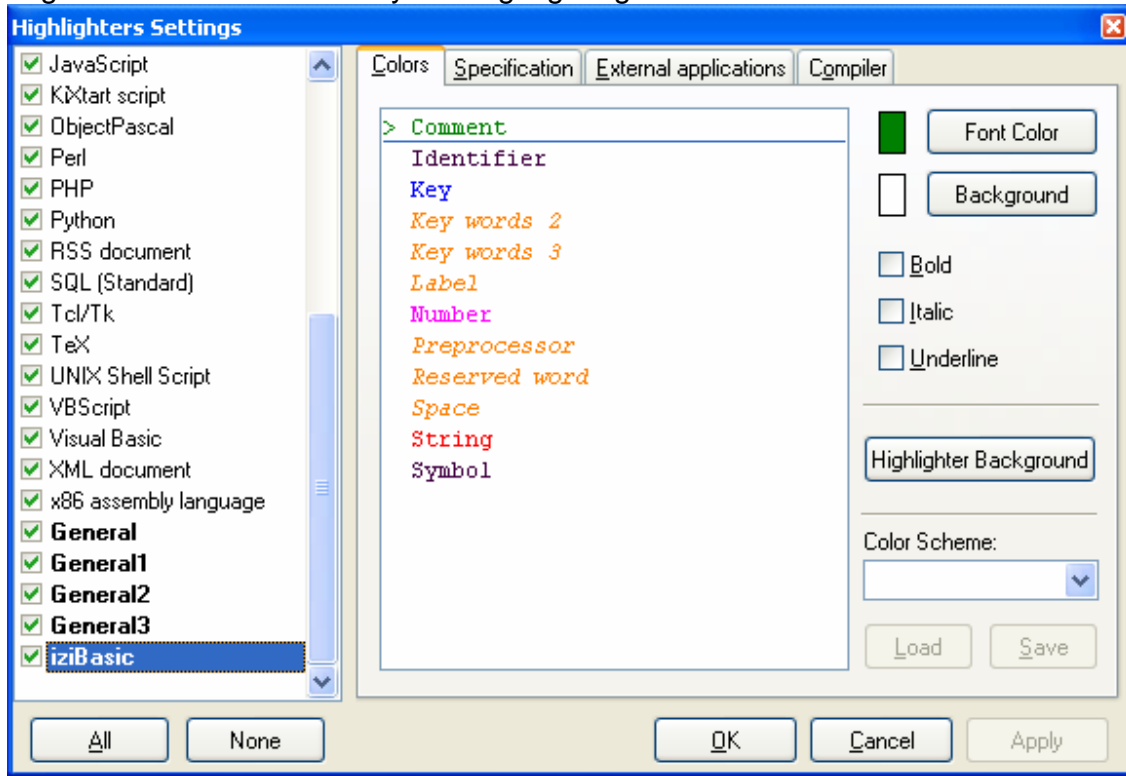 Highlighters Settings
JavaScript
KiXtart script
ObjectPascal
Perl
PHP
Python
RSS document
SQL (Standard)
Tcl/Tk
TeX
UNIX Shell Script
VBScript
Visual Basic
XML document
x86 assembly language
General
General1
General2
General3
iziBasic
All None
Colors Specification External applications Compiler
> Comment
Identifier
Key
Key words 2
Key words 3
Label
Number
Preprocessor
Reserved word
Space
String
Symbol
Font Color
Background
Bold
Italic
Underline
Highlighter Background
Color Scheme:
Load Save
OK Cancel Apply